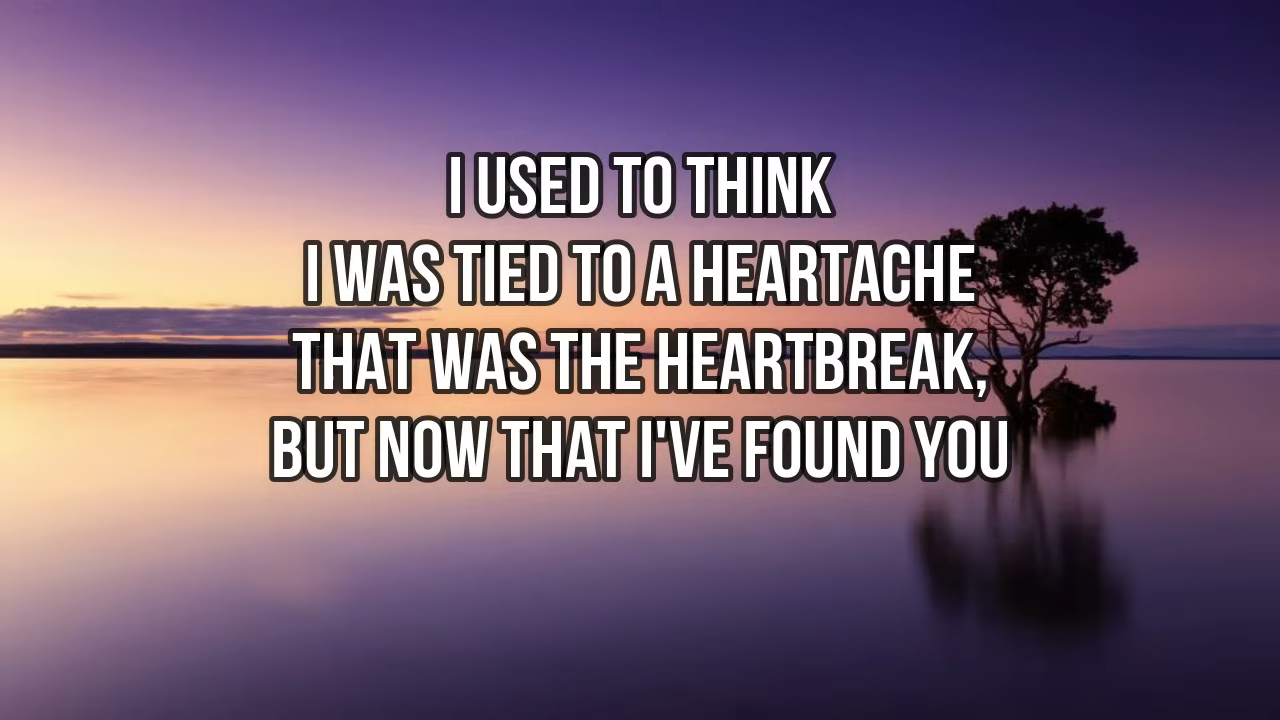 I USED TO THINK
I WAS TIED TO A HEARTACHE
THAT WAS THE HEARTBREAK,
BUT NOW THAT I'VE FOUND YOU